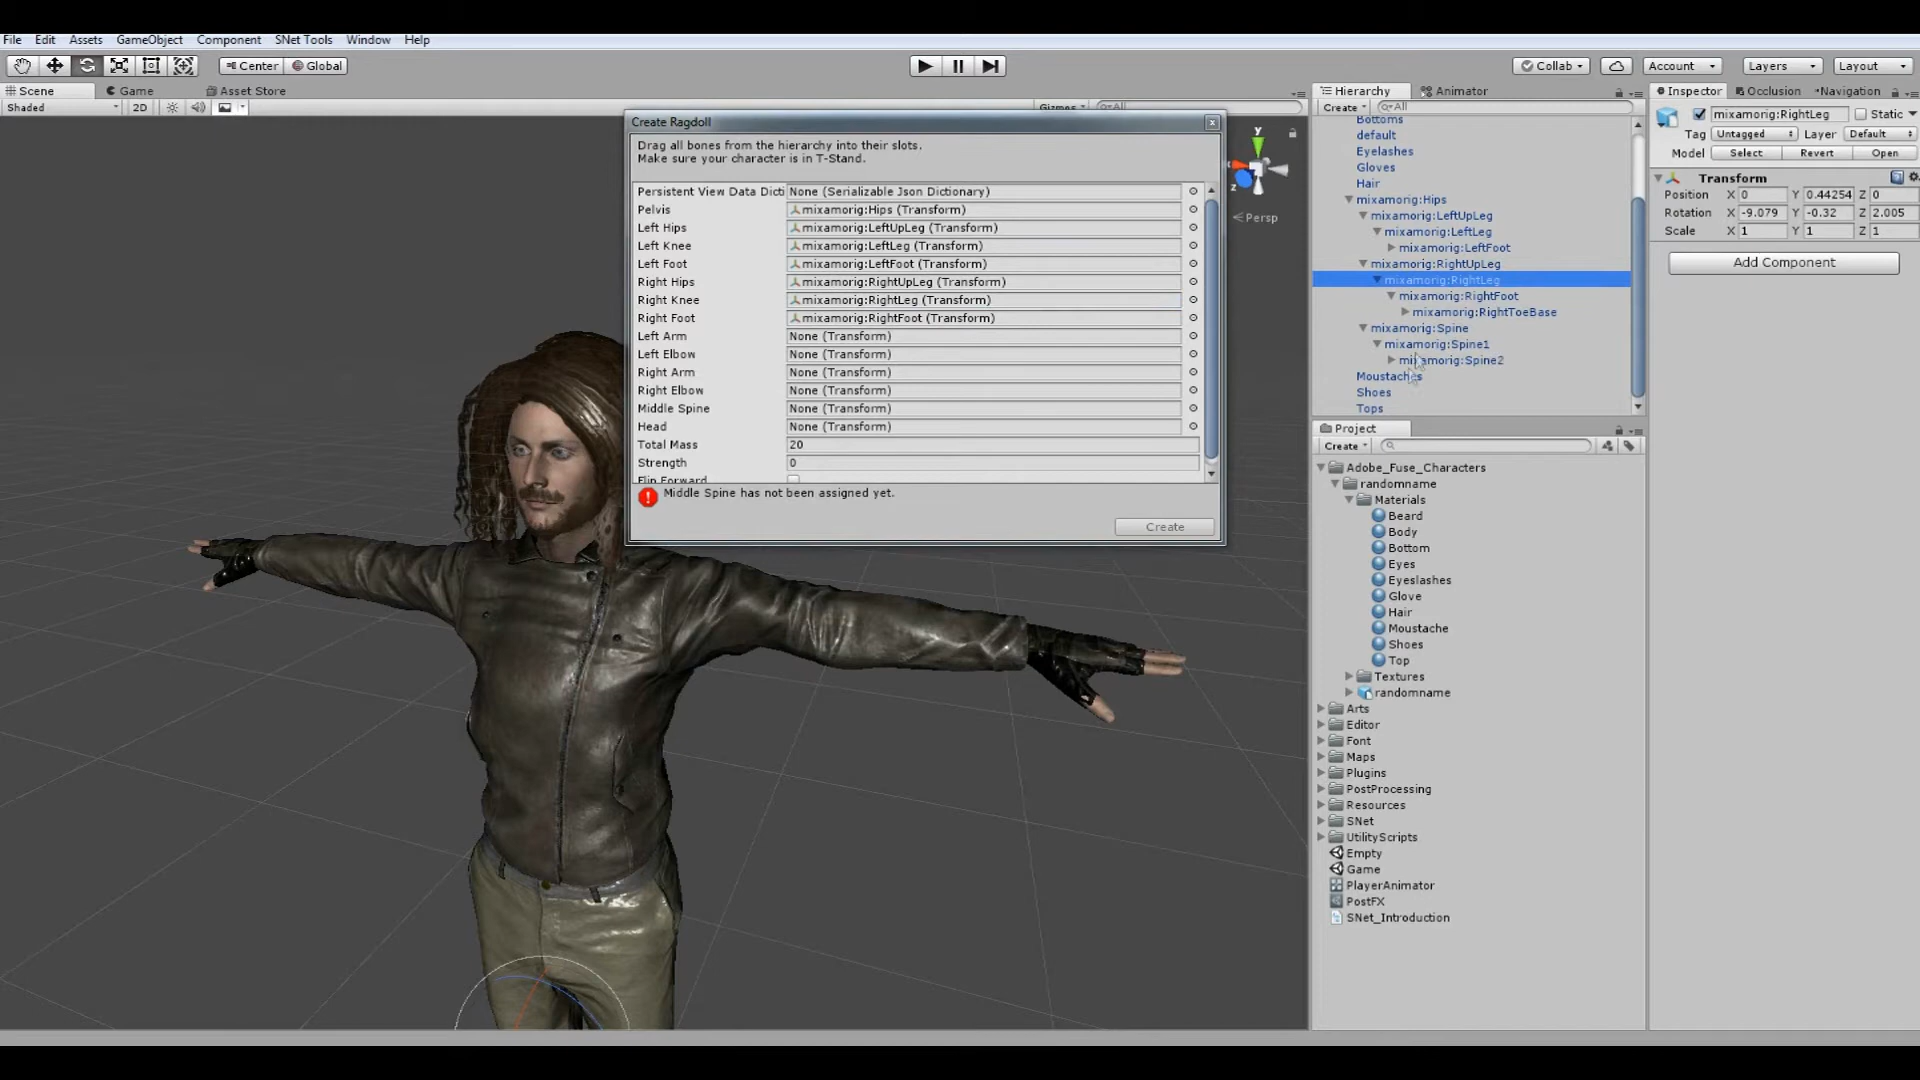 File Edit Assets GameObject Component SNet Tools Window Help
Center Global Collab Account Layers Layout
Scene Game Asset Store
Shaded 2D Gizmos All
Persp
y
z
Create Ragdoll
x
Drag all bones from the hierarchy into their slots.
Make sure your character is in T-Stand.
Persistent View Data Dicti None (Serializable Json Dictionary)
Pelvis mixamorig:Hips (Transform)
Left Hips mixamorig:LeftUpLeg (Transform)
Left Knee mixamorig:LeftLeg (Transform)
Left Foot mixamorig:LeftFoot (Transform)
Right Hips mixamorig:RightUpLeg (Transform)
Right Knee mixamorig:RightLeg (Transform)
Right Foot mixamorig:RightFoot (Transform)
Left Arm None (Transform)
Left Elbow None (Transform)
Right Arm None (Transform)
Right Elbow None (Transform)
Middle Spine None (Transform)
Head None (Transform)
Total Mass 20
Strength 0
Flip Forward
Middle Spine has not been assigned yet.
Create
Hierarchy Animator
Create All
Bottoms
default
Eyelashes
Gloves
Hair
mixamorig:Hips
mixamorig:LeftUpLeg
mixamorig:LeftLeg
mixamorig:LeftFoot
mixamorig:RightUpLeg
mixamorig:RightLeg
mixamorig:RightFoot
mixamorig:RightToeBase
mixamorig:Spine
mixamorig:Spine1
mixamorig:Spine2
Moustaches
Shoes
Tops
Project
Create
Adobe_Fuse_Characters
randomname
Materials
Beard
Body
Bottom
Eyes
Eyeslashes
Glove
Hair
Moustache
Shoes
Top
Textures
randomname
Arts
Editor
Font
Maps
Plugins
PostProcessing
Resources
SNet
UtilityScripts
Empty
Game
PlayerAnimator
PostFX
SNet_Introduction
Inspector Occlusion Navigation
mixamorig:RightLeg Static
Tag Untagged Layer Default
Model Select Revert Open
Transform
Position X 0 Y 0.44254 Z 0
Rotation X -9.079 Y -0.32 Z 2.005
Scale X 1 Y 1 Z 1
Add Component